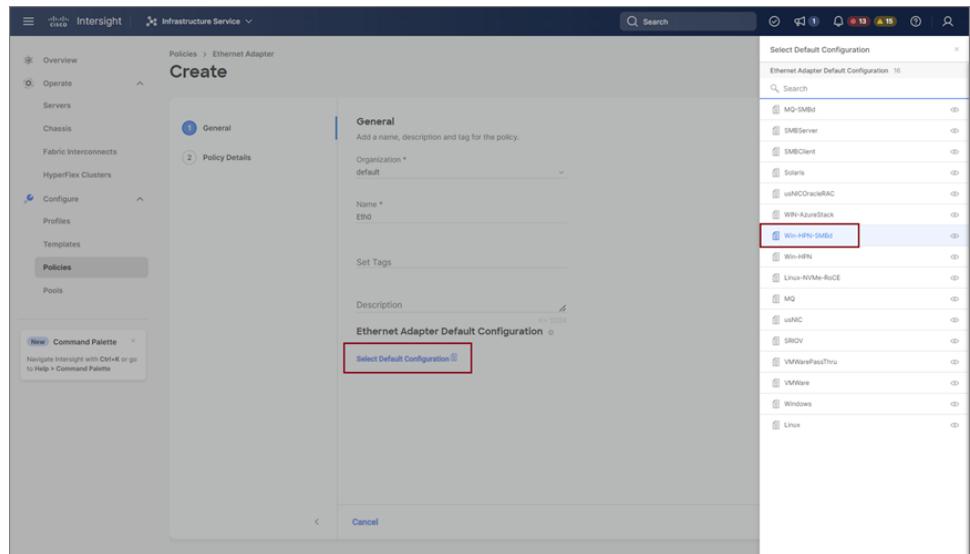 cisco Intersight
Infrastructure Service
Search
1
13
15
Overview
Operate
Servers
Chassis
Fabric Interconnects
HyperFlex Clusters
Configure
Profiles
Templates
Policies
Pools
New Command Palette
Navigate Intersight with Ctrl+K or go
to Help > Command Palette
Policies > Ethernet Adapter
Create
1 General
2 Policy Details
General
Add a name, description and tag for the policy.
Organization *
default
Name *
Eth0
Set Tags
Description
<= 1024
Ethernet Adapter Default Configuration
Select Default Configuration
Cancel
Select Default Configuration
Ethernet Adapter Default Configuration 16
Search
MQ-SMBd
SMBServer
SMBClient
Solaris
usNICOracleRAC
WIN-AzureStack
Win-HPN-SMBd
Win-HPN
Linux-NVMe-RoCE
MQ
usNIC
SRIOV
VMWarePassThru
VMWare
Windows
Linux